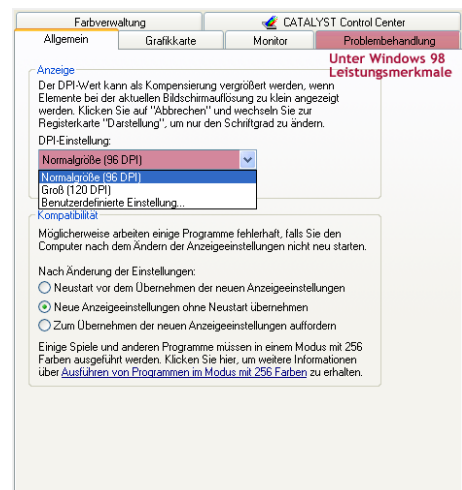 Farbverwaltung
CATALYST Control Center
Allgemein
Grafikkarte
Monitor
Problembehandlung
Unter Windows 98
Leistungsmerkmale
Anzeige
Der DPI-Wert kann als Kompensierung vergrößert werden, wenn
Elemente bei der aktuellen Bildschirmauflösung zu klein angezeigt
werden. Klicken Sie auf "Abbrechen" und wechseln Sie zur
Registerkarte "Darstellung", um nur den Schriftgrad zu ändern.
DPI-Einstellung:
Normalgröße (96 DPI)
Normalgröße (96 DPI)
Groß (120 DPI)
Benutzerdefinierte Einstellung...
Kompatibilität
Möglicherweise arbeiten einige Programme fehlerhaft, falls Sie den
Computer nach dem Ändern der Anzeigeeinstellungen nicht neu starten.
Nach Änderung der Einstellungen:
Neustart vor dem Übernehmen der neuen Anzeigeeinstellungen
Neue Anzeigeeinstellungen ohne Neustart übernehmen
Zum Übernehmen der neuen Anzeigeeinstellungen auffordern
Einige Spiele und anderen Programme müssen in einem Modus mit 256
Farben ausgeführt werden. Klicken Sie hier, um weitere Informationen
über Ausführen von Programmen im Modus mit 256 Farben zu erhalten.